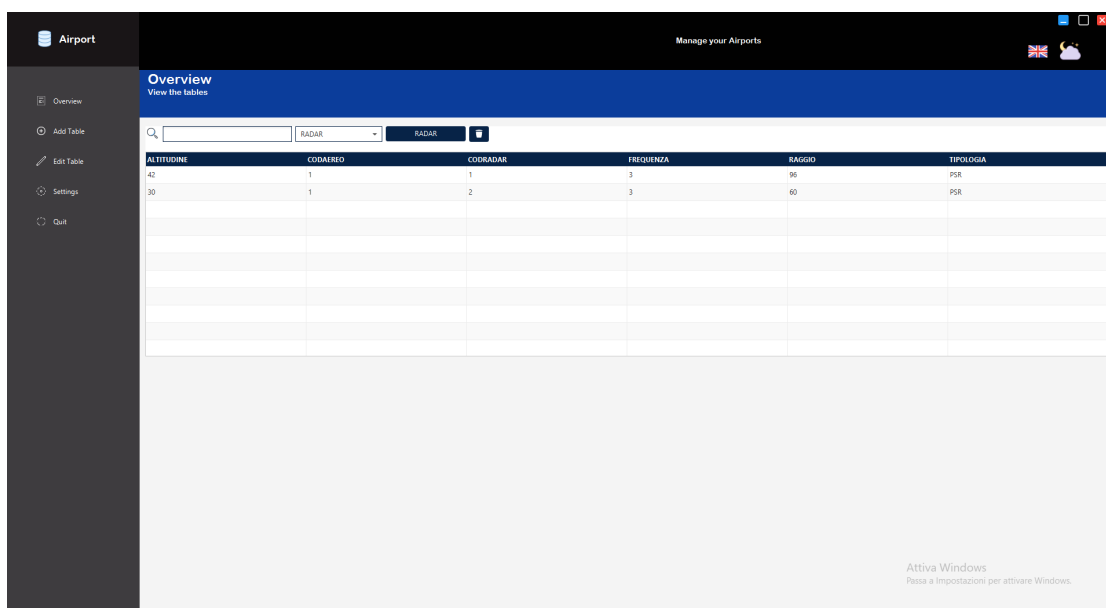 Airport
Manage your Airports
Overview
View the tables
Overview
Add Table
Edit Table
Settings
Quit
RADAR
RADAR
ALTITUDINE CODAEREO CODRADAR FREQUENZA RAGGIO TIPOLOGIA
42 1 1 3 96 PSR
30 1 2 3 60 PSR
Attiva Windows
Passa a Impostazioni per attivare Windows.